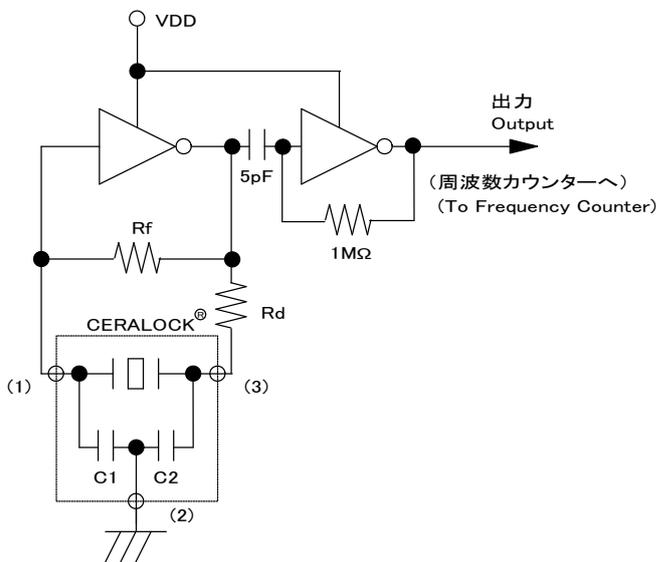 VDD
出力
Output
5pF
(周波数カウンターへ)
(To Frequency Counter)
Rf
1MΩ
CERALOCK®
Rd
(1)
(3)
C1
C2
(2)